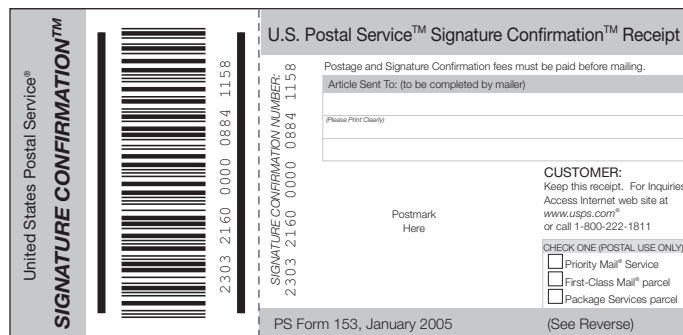 United States Postal Service®
SIGNATURE CONFIRMATION™
2303 2160 0000 0884 1158
SIGNATURE CONFIRMATION NUMBER:
2303 2160 0000 0884 1158
U.S. Postal Service™ Signature Confirmation™ Receipt
Postage and Signature Confirmation fees must be paid before mailing.
Article Sent To: (to be completed by mailer)
(Please Print Clearly)
Postmark
Here
CUSTOMER:
Keep this receipt. For Inquiries
Access Internet web site at
www.usps.com®
or call 1-800-222-1811
CHECK ONE (POSTAL USE ONLY)
Priority Mail® Service
First-Class Mail® parcel
Package Services parcel
PS Form 153, January 2005
(See Reverse)